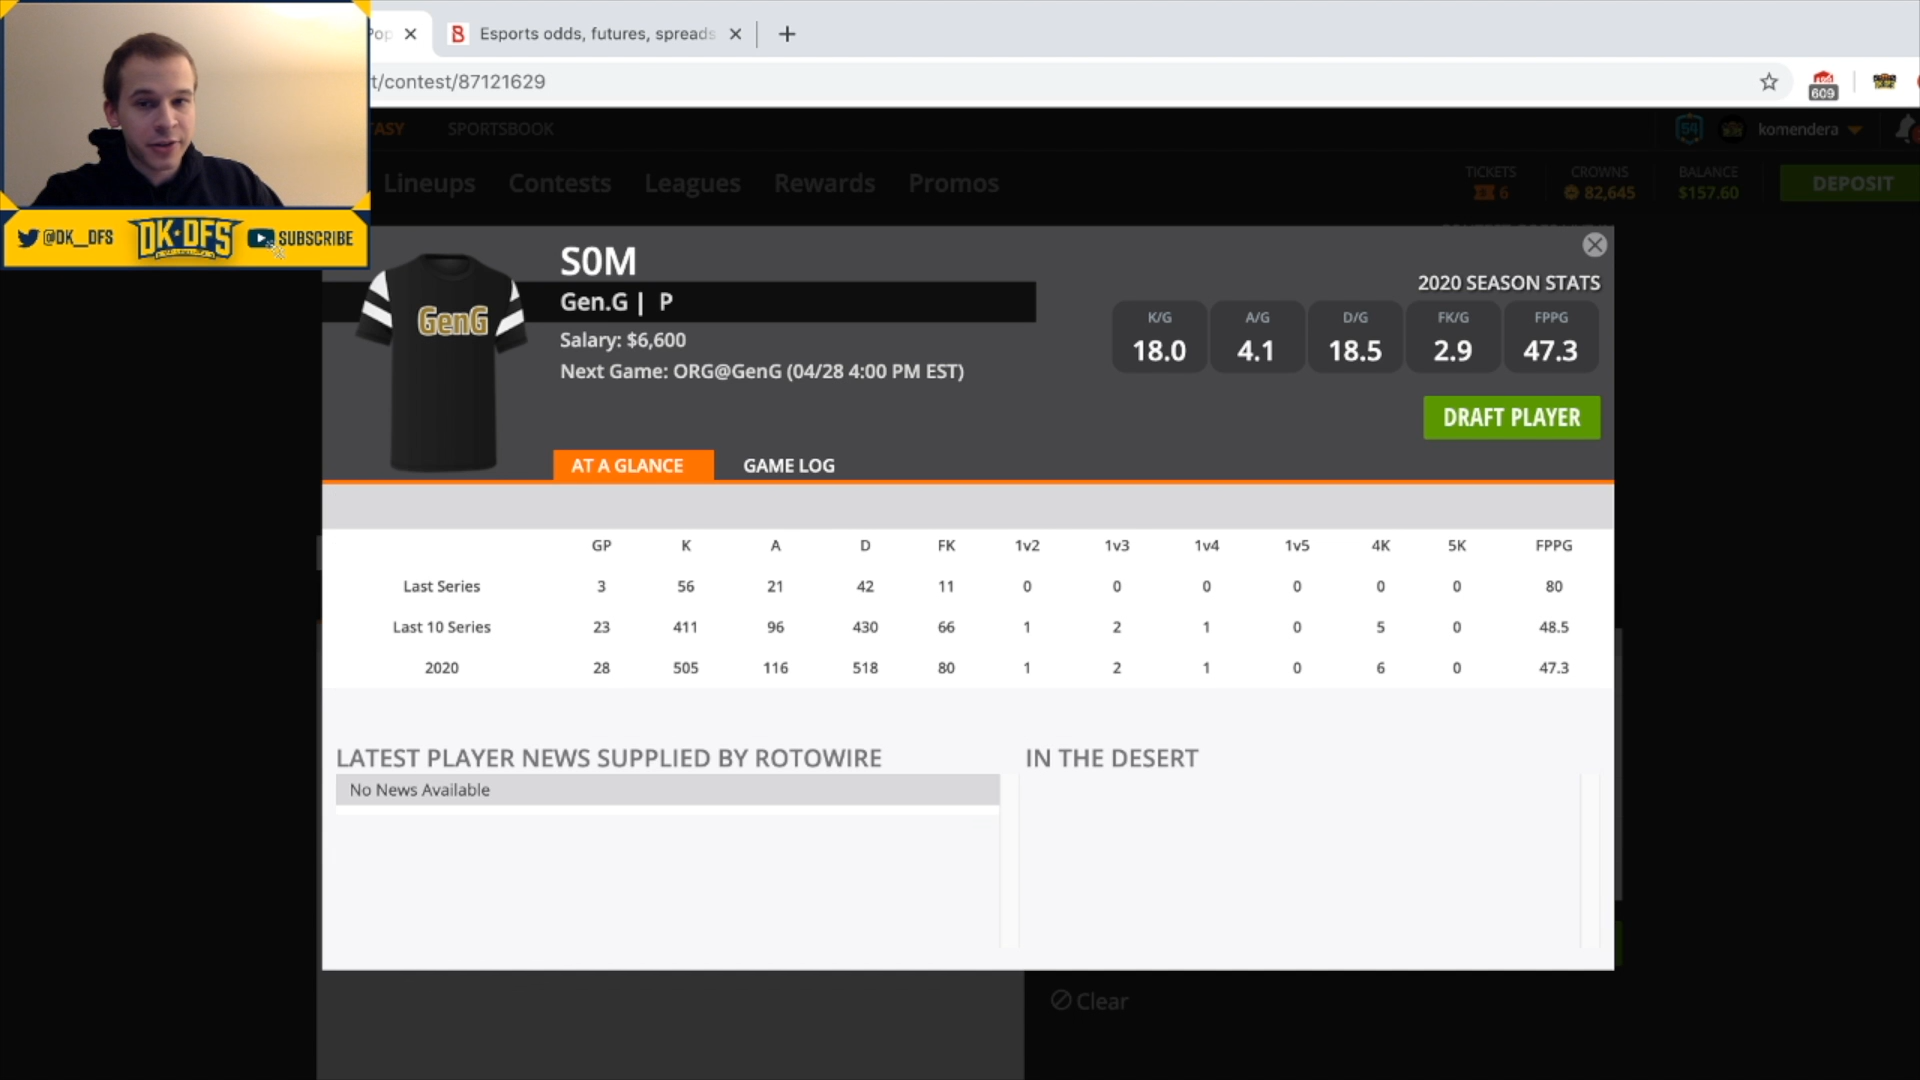 Pop
Esports odds, futures, spreads
t/contest/87121629
609
TASY
SPORTSBOOK
54
komendera
Lineups
Contests
Leagues
Rewards
Promos
TICKETS
6
CROWNS
82,645
BALANCE
$157.60
DEPOSIT
@DK__DFS
DK DFS
SUBSCRIBE
S0M
Gen.G | P
Salary: $6,600
Next Game: ORG@GenG (04/28 4:00 PM EST)
GenG
2020 SEASON STATS
K/G A/G D/G FK/G FPPG
18.0 4.1 18.5 2.9 47.3
DRAFT PLAYER
AT A GLANCE
GAME LOG
GP K A D FK 1v2 1v3 1v4 1v5 4K 5K FPPG
Last Series 3 56 21 42 11 0 0 0 0 0 0 80
Last 10 Series 23 411 96 430 66 1 2 1 0 5 0 48.5
2020 28 505 116 518 80 1 2 1 0 6 0 47.3
LATEST PLAYER NEWS SUPPLIED BY ROTOWIRE
No News Available
IN THE DESERT
Clear